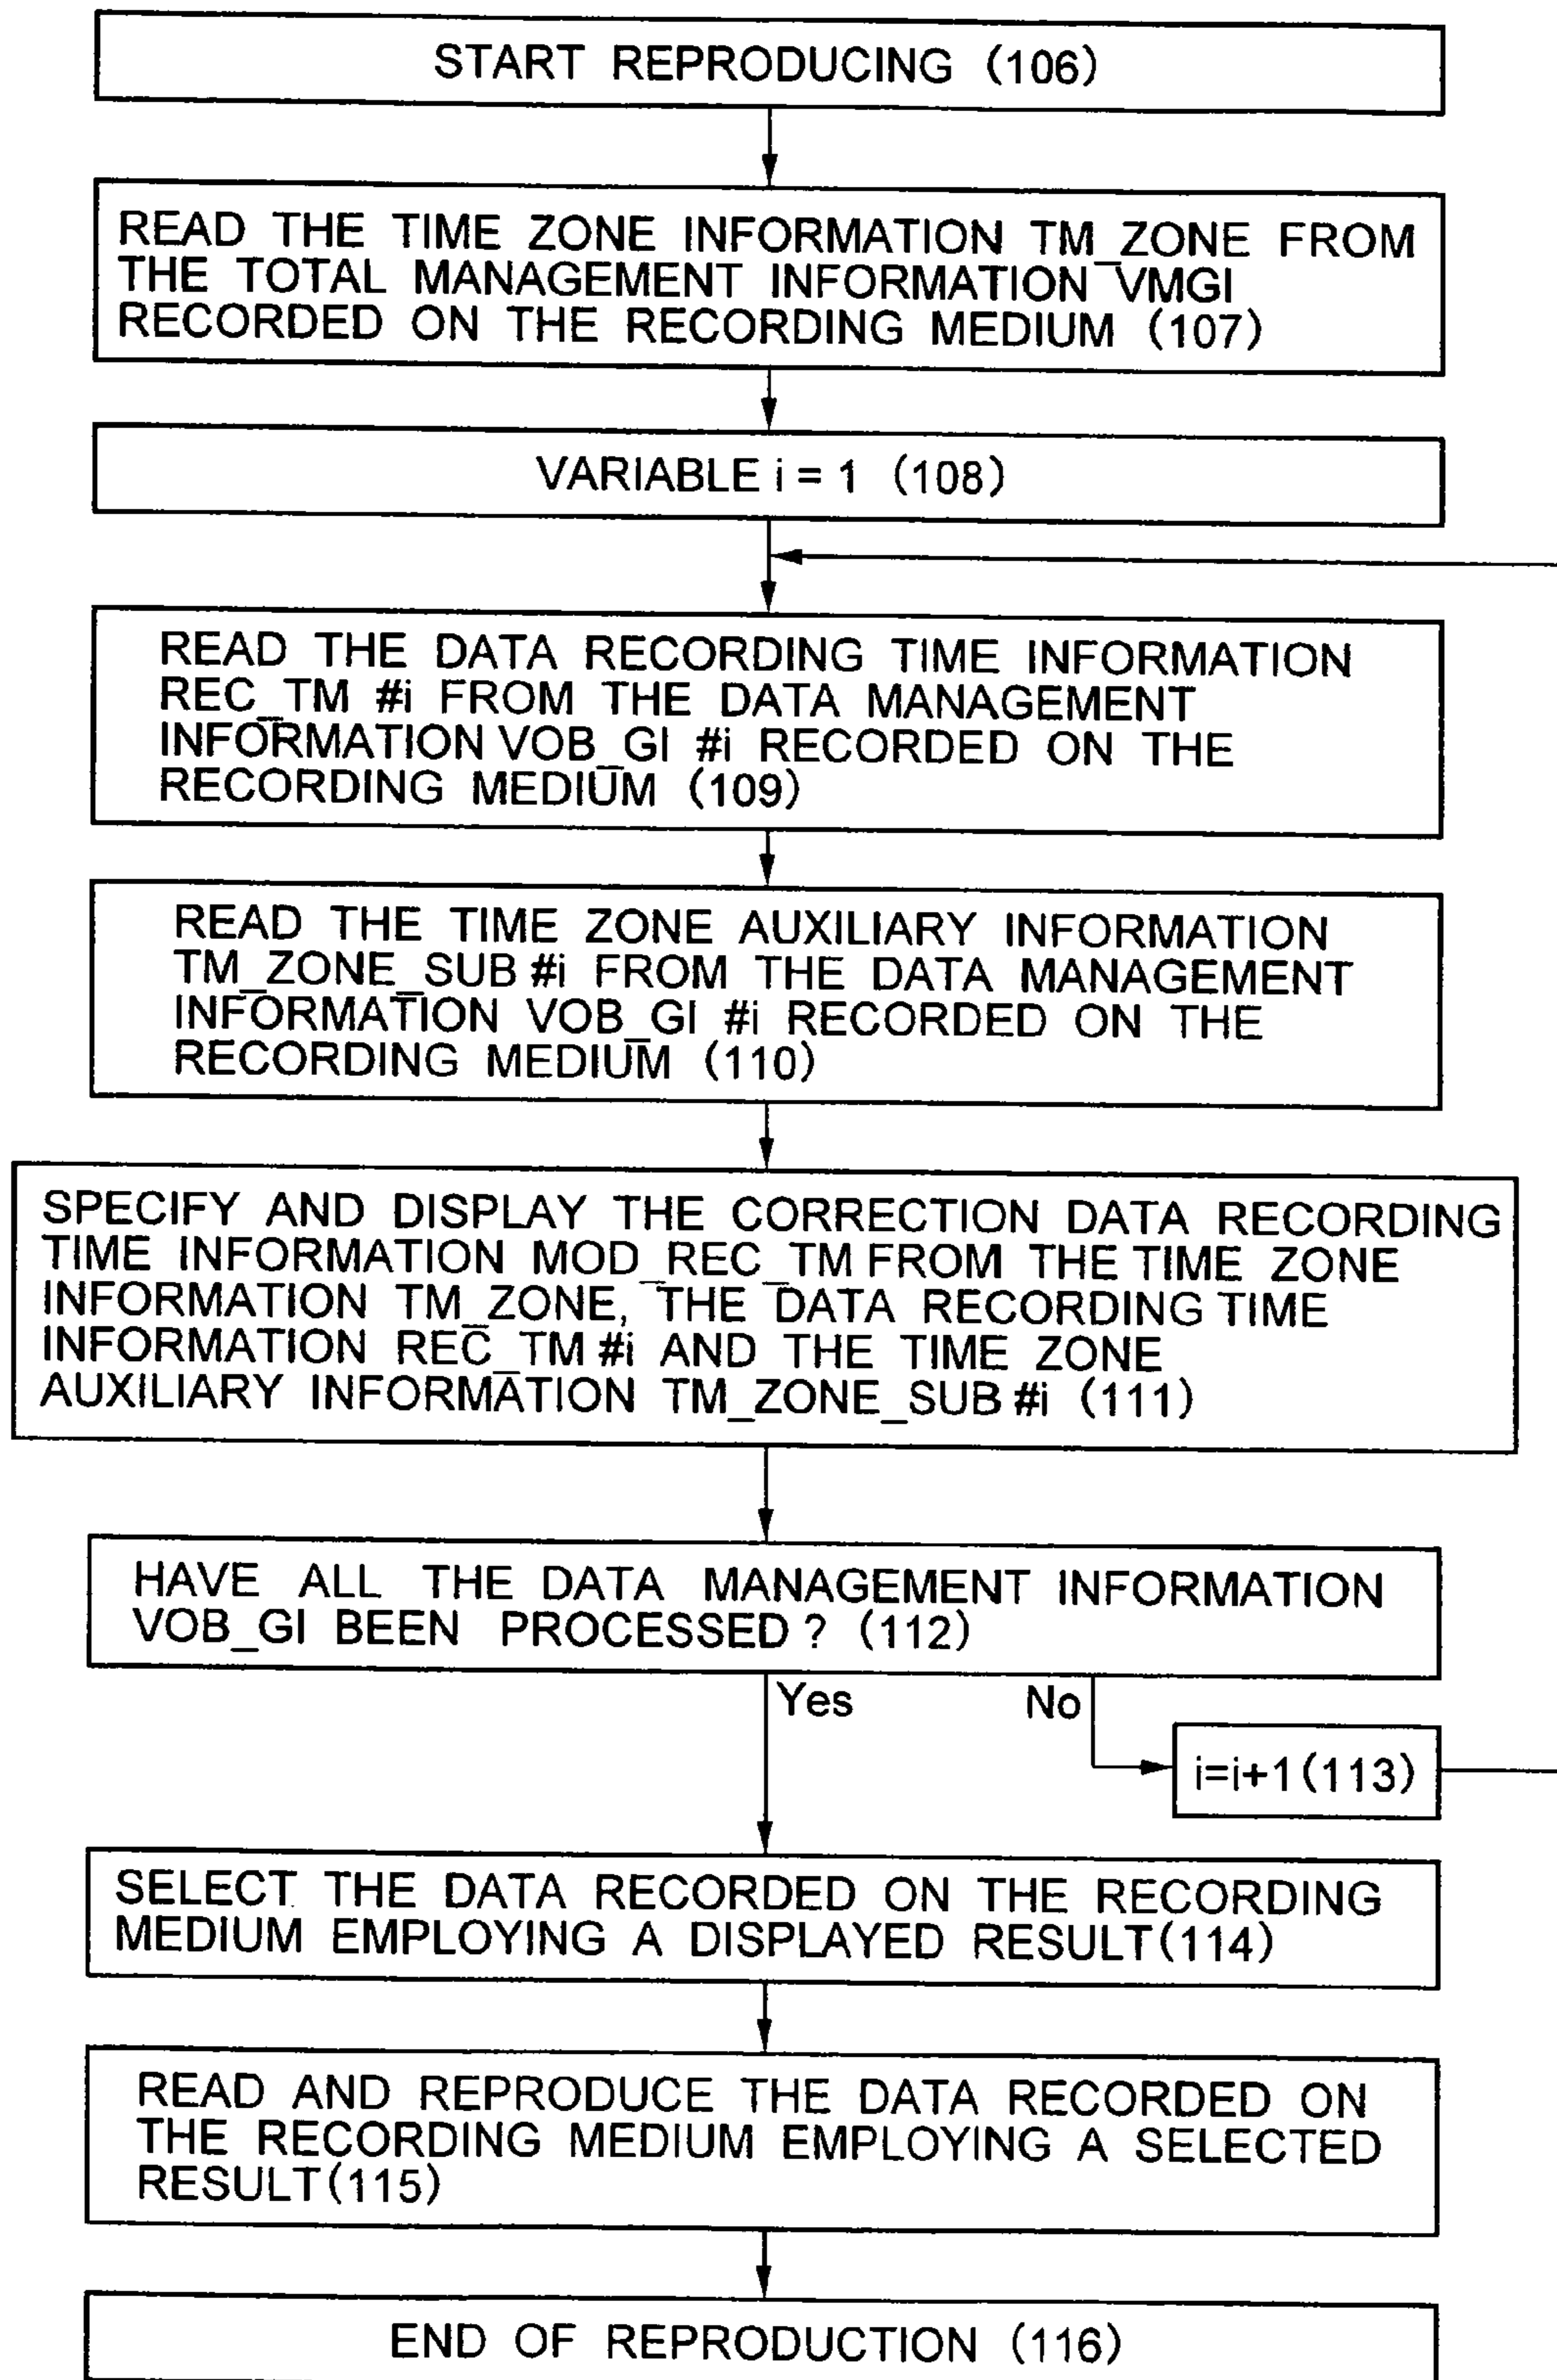 START REPRODUCING (106)
READ THE TIME ZONE INFORMATION TM_ZONE FROM
THE TOTAL MANAGEMENT INFORMATION VMGI
RECORDED ON THE RECORDING MEDIUM (107)
VARIABLE i = 1 (108)
READ THE DATA RECORDING TIME INFORMATION
REC_TM #i FROM THE DATA MANAGEMENT
INFORMATION VOB_GI #i RECORDED ON THE
RECORDING MEDIUM (109)
READ THE TIME ZONE AUXILIARY INFORMATION
TM_ZONE_SUB #i FROM THE DATA MANAGEMENT
INFORMATION VOB_GI #i RECORDED ON THE
RECORDING MEDIUM (110)
SPECIFY AND DISPLAY THE CORRECTION DATA RECORDING
TIME INFORMATION MOD_REC_TM FROM THE TIME ZONE
INFORMATION TM_ZONE, THE DATA RECORDING TIME
INFORMATION REC_TM #i AND THE TIME ZONE
AUXILIARY INFORMATION TM_ZONE_SUB #i (111)
HAVE ALL THE DATA MANAGEMENT INFORMATION
VOB_GI BEEN PROCESSED ? (112)
Yes No
i=i+1(113)
SELECT THE DATA RECORDED ON THE RECORDING
MEDIUM EMPLOYING A DISPLAYED RESULT(114)
READ AND REPRODUCE THE DATA RECORDED ON
THE RECORDING MEDIUM EMPLOYING A SELECTED
RESULT(115)
END OF REPRODUCTION (116)